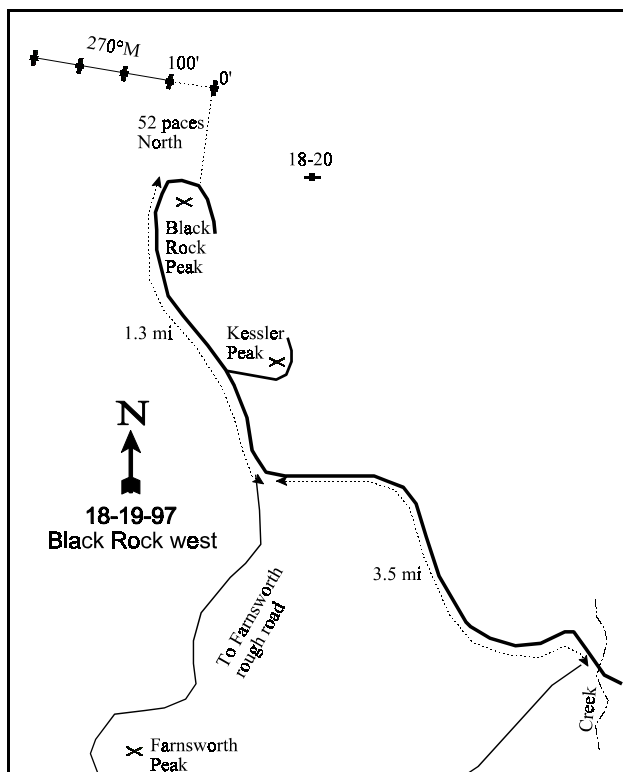 270°M
100'
0'
52 paces
North
18-20
Black
Rock
Peak
1.3 mi
Kessler
Peak
N
18-19-97
Black Rock west
3.5 mi
To Farnsworth
rough road
Creek
Farnsworth
Peak